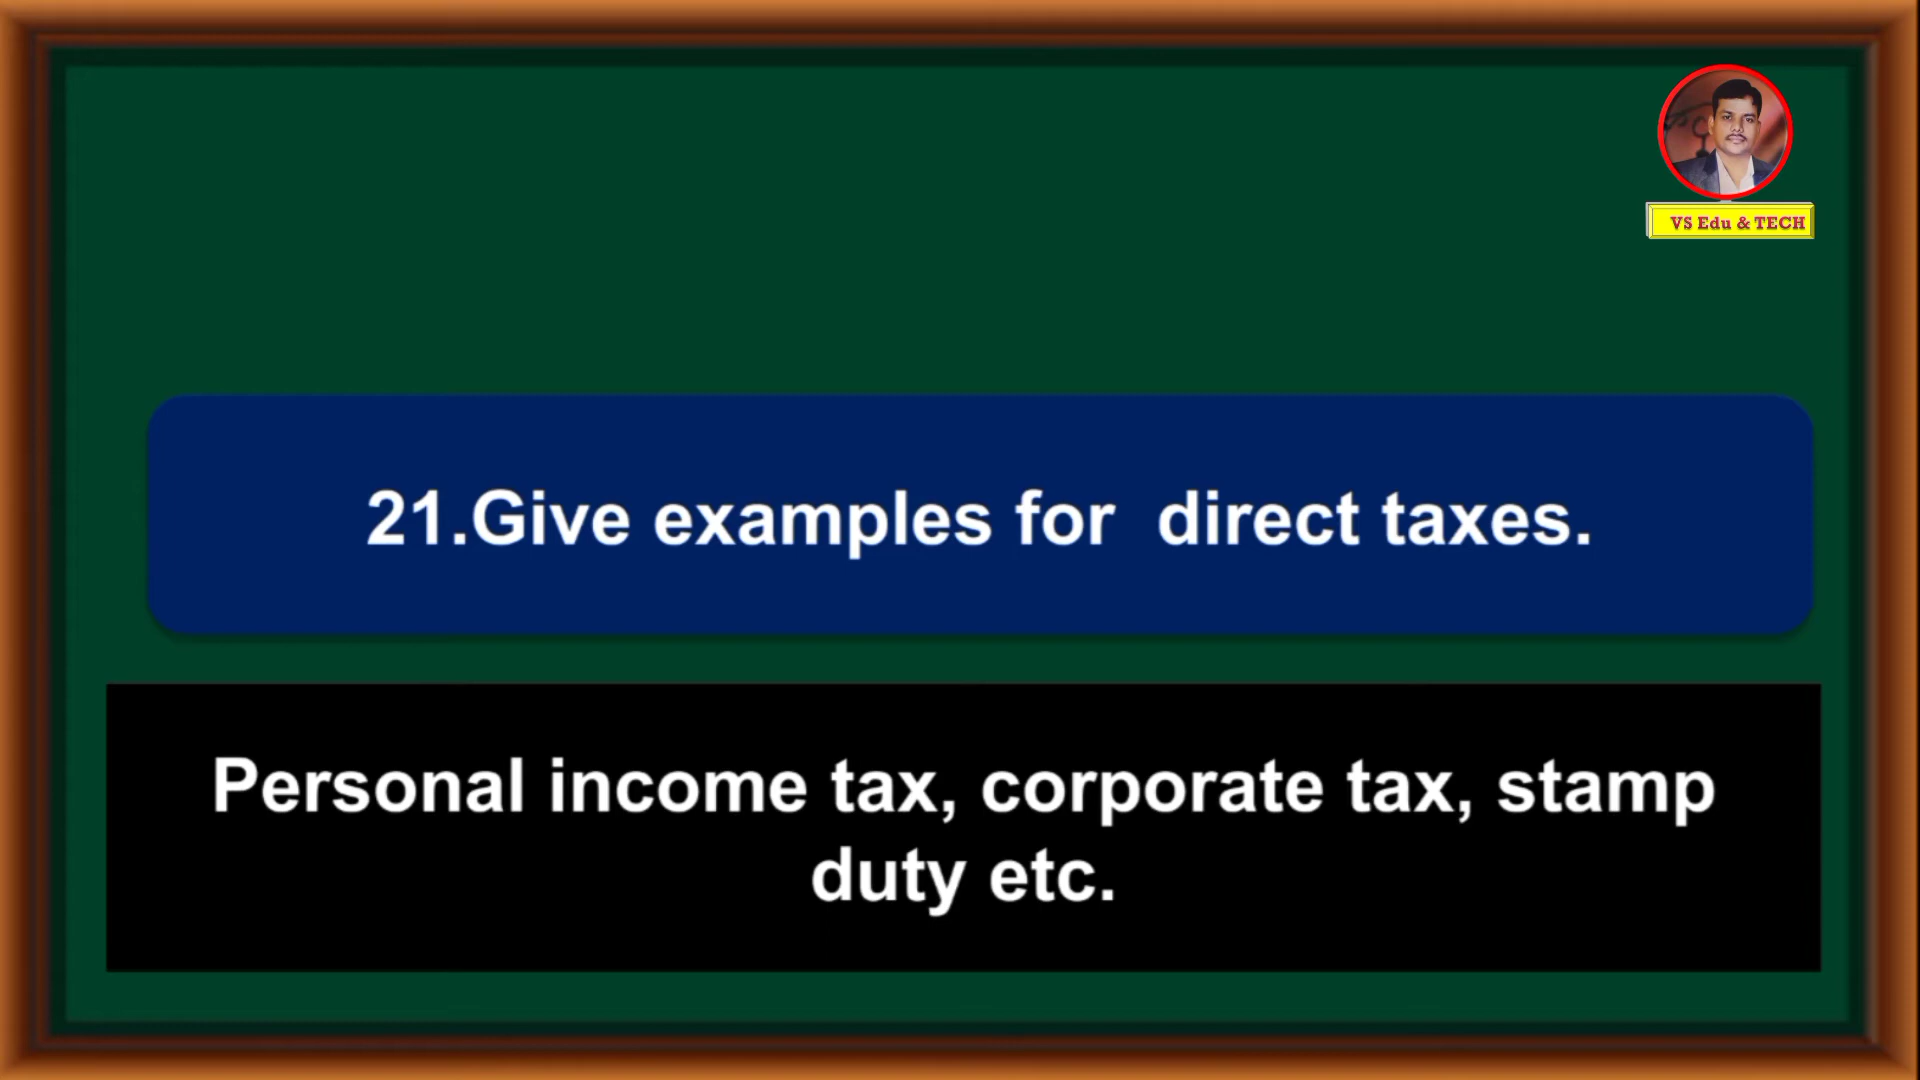 VS Edu & TECH
21.Give examples for  direct taxes.
Personal income tax, corporate tax, stamp
duty etc.